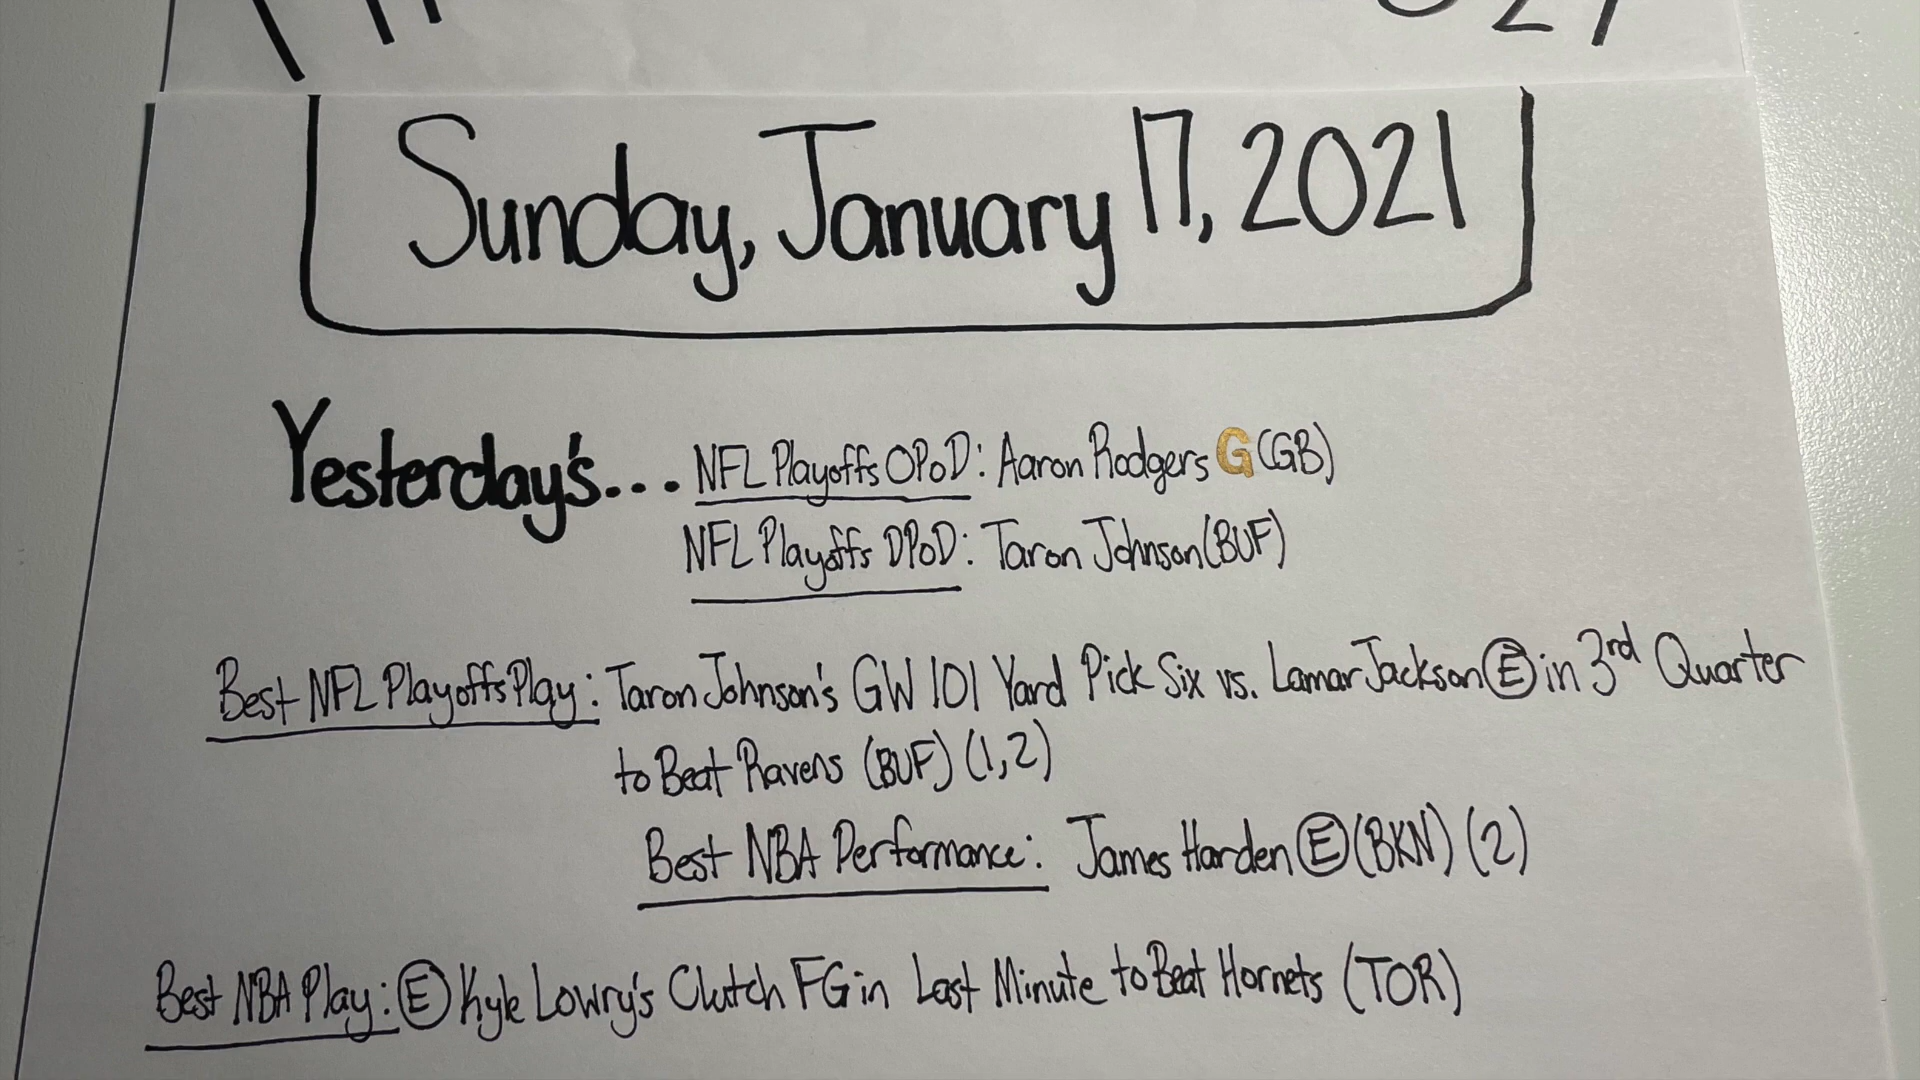 Sunday, January 17, 2021
Yesterday's... NFL Playoffs OPoD: Aaron Rodgers G (GB)
NFL Playoffs DPoD: Taron Johnson (BUF)
Best NFL Playoffs Play: Taron Johnson's GW 101 Yard Pick Six vs. Lamar Jackson Ⓔ in 3rd Quarter
to Beat Ravens (BUF) (1,2)
Best NBA Performance: James Harden Ⓔ (BKN) (2)
Best NBA Play: Ⓔ Kyle Lowry's Clutch FG in Last Minute to Beat Hornets (TOR)